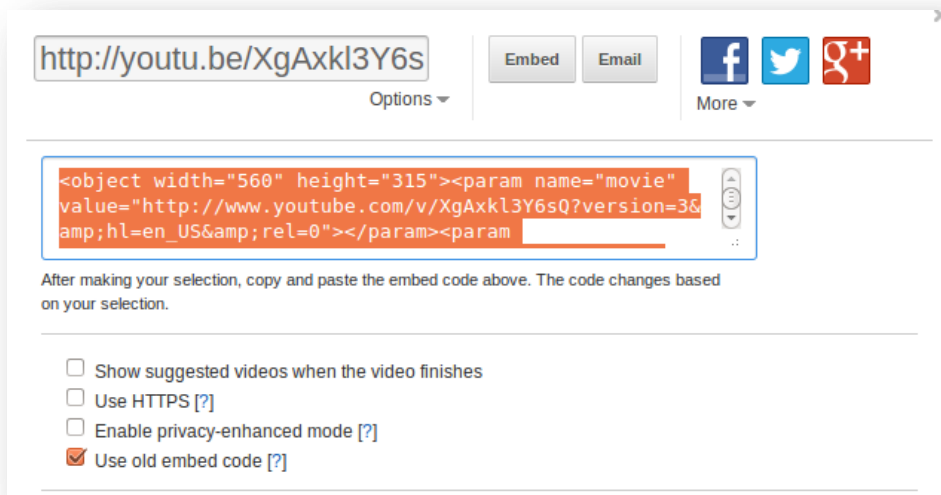 http://youtu.be/XgAxkl3Y6s
Embed
Email
f
g+
Options
More
<object width="560" height="315"><param name="movie"
value="http://www.youtube.com/v/XgAxkl3Y6sQ?version=3&
amp;hl=en_US&amp;rel=0"></param><param
After making your selection, copy and paste the embed code above. The code changes based
on your selection.
Show suggested videos when the video finishes
Use HTTPS [?]
Enable privacy-enhanced mode [?]
Use old embed code [?]